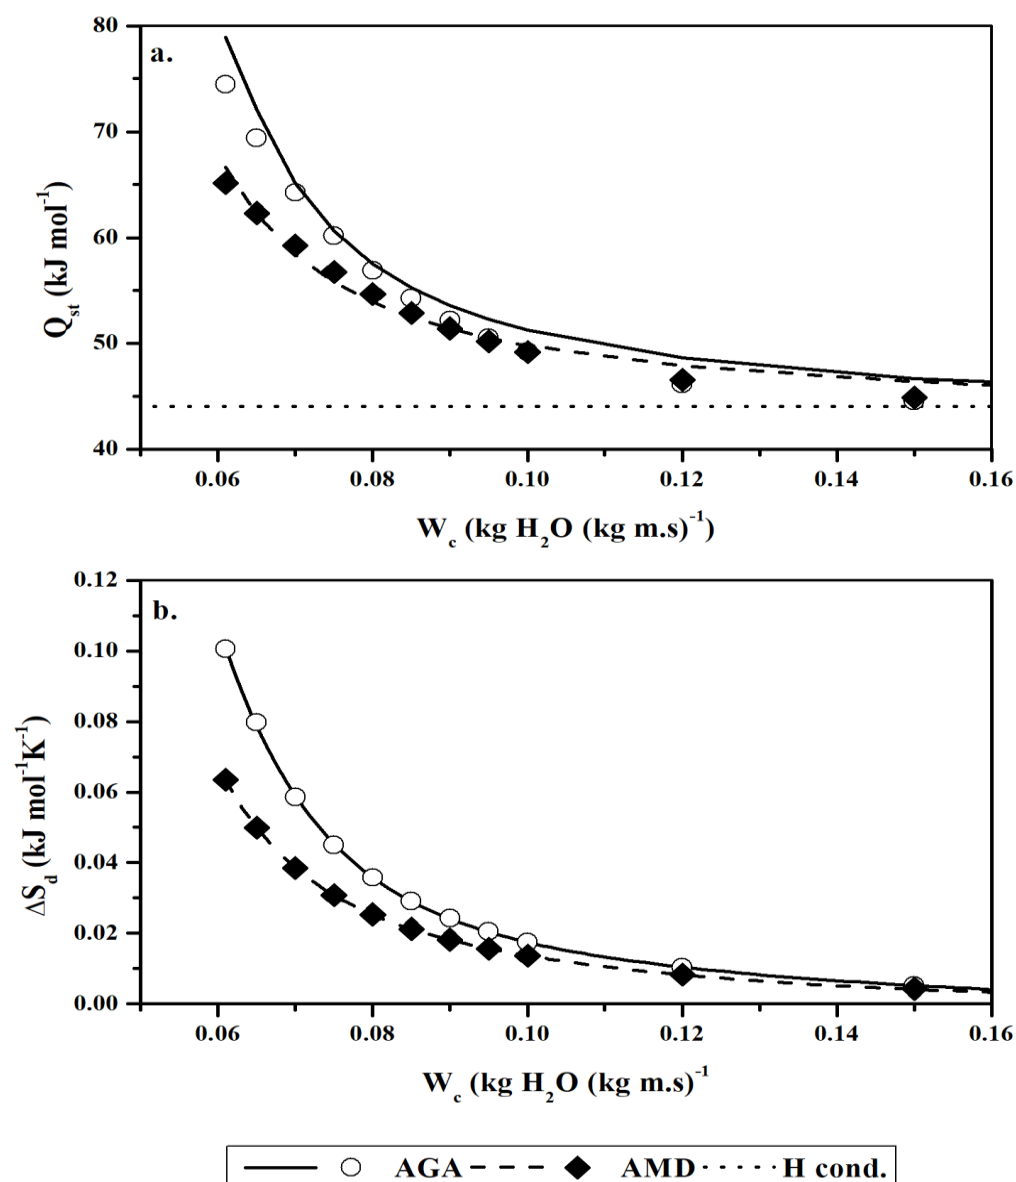 a.
80
70
60
50
40
Q_st (kJ mol^-1)
0.06 0.08 0.10 0.12 0.14 0.16
W_c (kg H_2O (kg m.s)^-1)
b.
0.12
0.10
0.08
0.06
0.04
0.02
0.00
ΔS_d (kJ mol^-1K^-1)
0.06 0.08 0.10 0.12 0.14 0.16
W_c (kg H_2O (kg m.s)^-1
AGA AMD H cond.